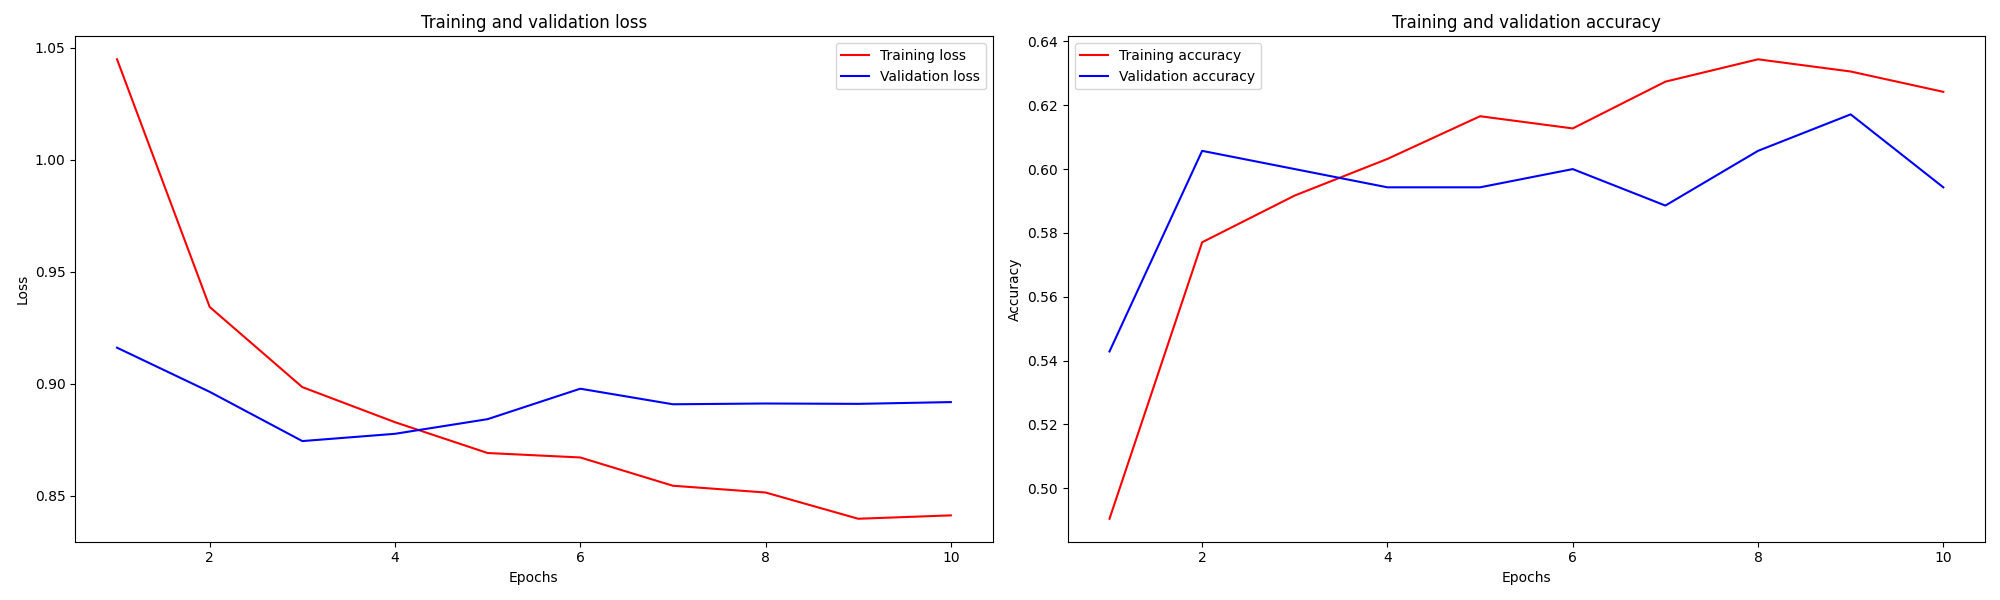 Training and validation loss
1.05
1.00
0.95
0.90
0.85
Loss
2
4
6
8
10
Epochs
Training loss
Validation loss
Training and validation accuracy
0.64
0.62
0.60
0.58
0.56
0.54
0.52
0.50
Accuracy
2
4
6
8
10
Epochs
Training accuracy
Validation accuracy